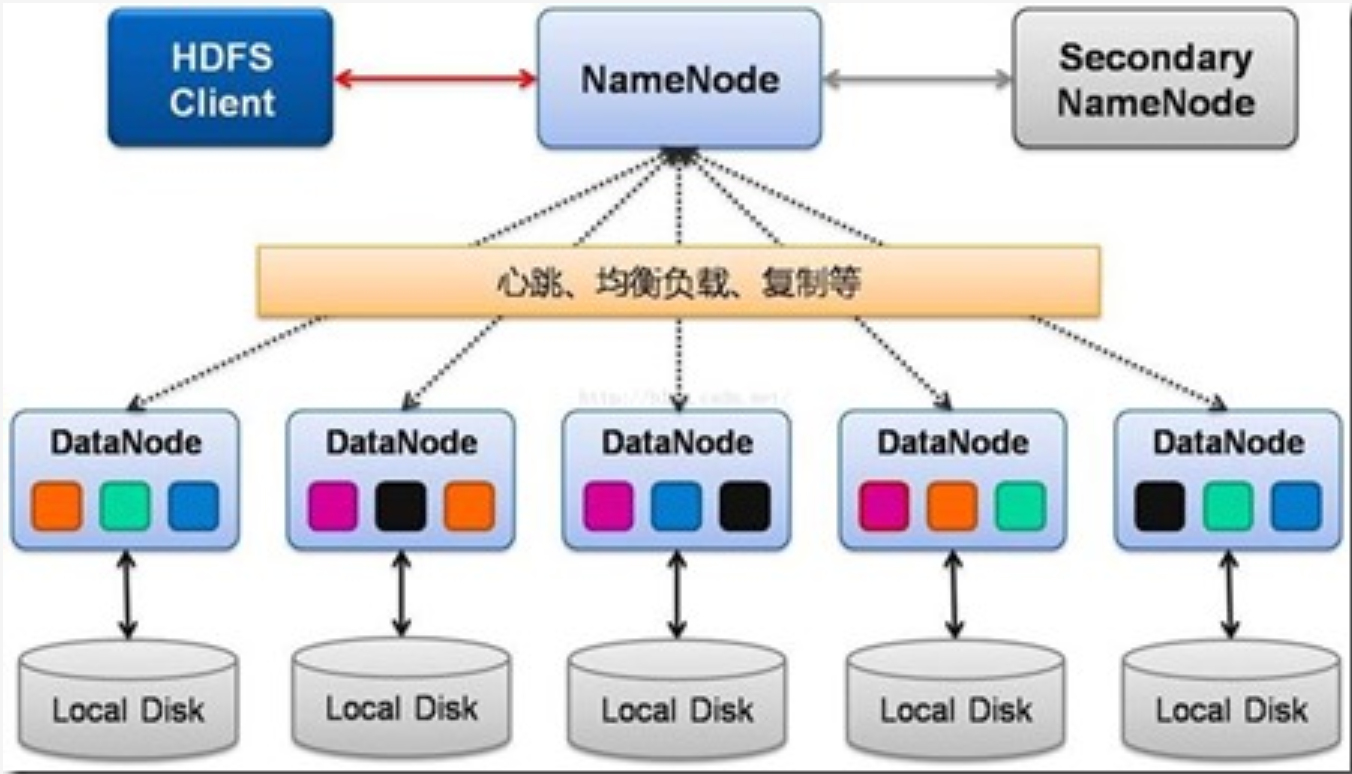 HDFS
Client
NameNode
Secondary
NameNode
心跳、均衡负载、复制等
http://blog.csdn.net/
DataNode
DataNode
DataNode
DataNode
DataNode
Local Disk
Local Disk
Local Disk
Local Disk
Local Disk